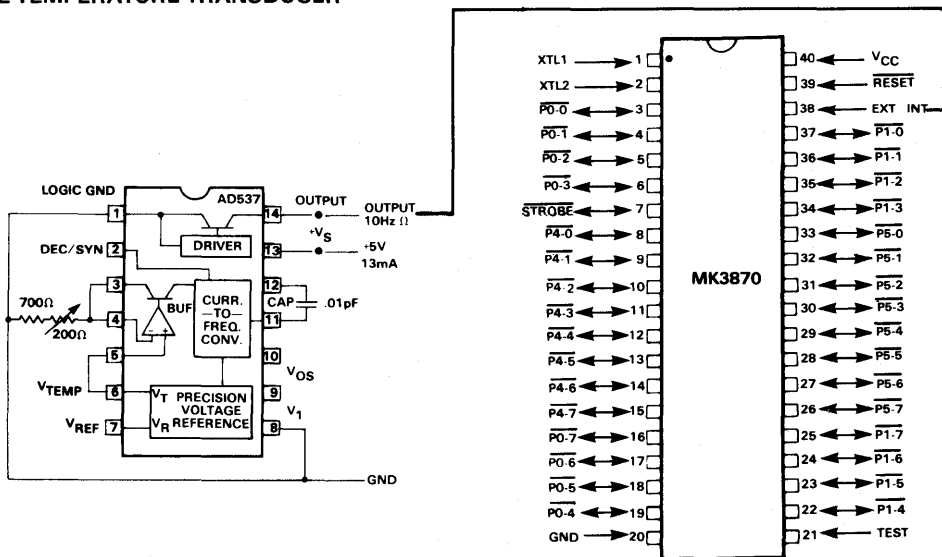 E TEMPERATURE TRANSDUCER
LOGIC GND
AD537
OUTPUT
OUTPUT
10Hz Ω
1
14
DRIVER
+VS
DEC/SYN
2
13
+5V
13mA
3
12
BUF
CURR.
—TO—
FREQ.
CONV.
CAP
.01pF
700Ω
200Ω
4
11
5
10
VOS
VTEMP
6
VT
PRECISION
VOLTAGE
REFERENCE
9
V1
VREF
7
VR
8
GND
MK3870
XTL1
1
XTL2
2
P0-0
3
P0-1
4
P0-2
5
P0-3
6
STROBE
7
P4-0
8
P4-1
9
P4-2
10
P4-3
11
P4-4
12
P4-5
13
P4-6
14
P4-7
15
P0-7
16
P0-6
17
P0-5
18
P0-4
19
GND
20
40
VCC
39
RESET
38
EXT INT
37
P1-0
36
P1-1
35
P1-2
34
P1-3
33
P5-0
32
P5-1
31
P5-2
30
P5-3
29
P5-4
28
P5-5
27
P5-6
26
P5-7
25
P1-7
24
P1-6
23
P1-5
22
P1-4
21
TEST